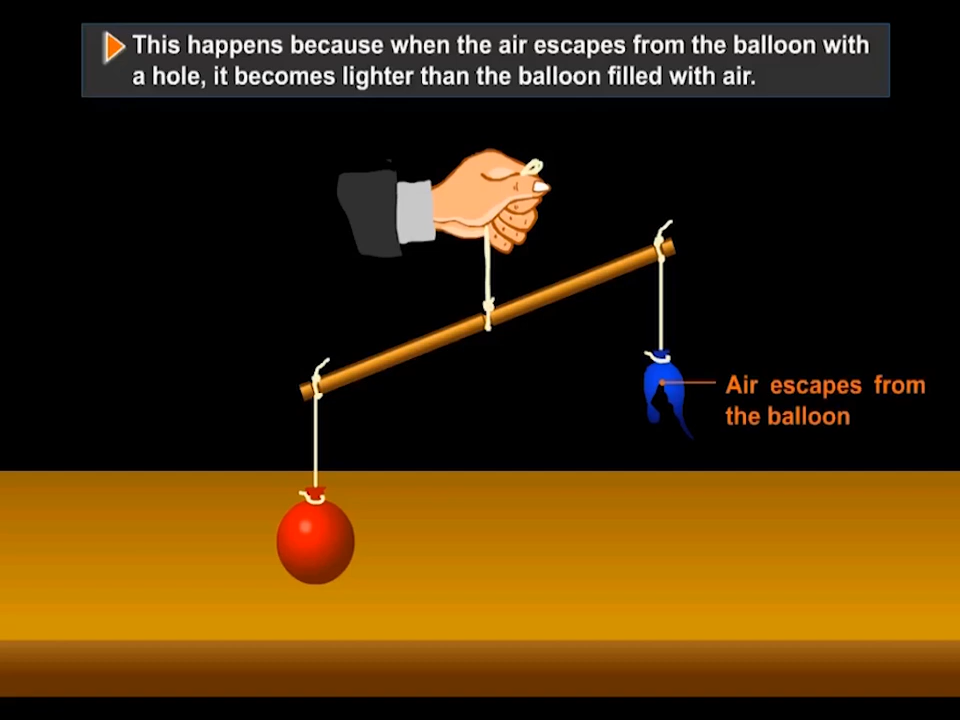 This happens because when the air escapes from the balloon with
a hole, it becomes lighter than the balloon filled with air.
Air escapes from
the balloon